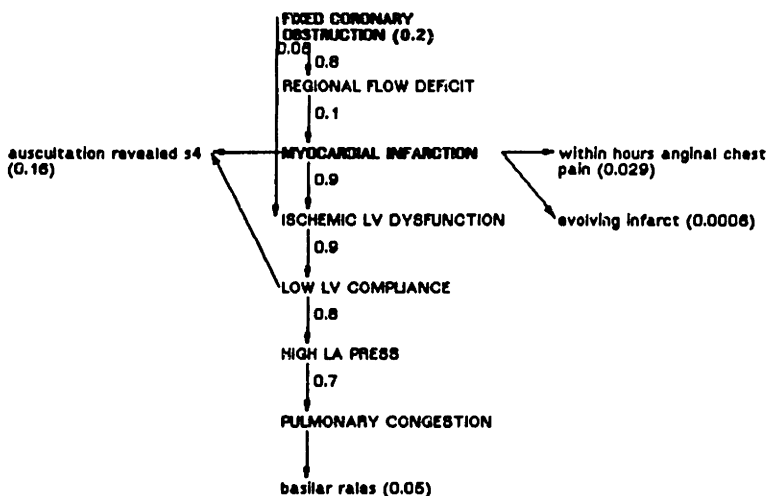 FIXED CORONARY
OBSTRUCTION (0.2)
0.06
0.8
REGIONAL FLOW DEFICIT
0.1
auscultation revealed s4
(0.16)
MYOCARDIAL INFARCTION
within hours anginal chest
pain (0.029)
0.9
ISCHEMIC LV DYSFUNCTION
evolving infarct (0.0006)
0.9
LOW LV COMPLIANCE
0.8
HIGH LA PRESS
0.7
PULMONARY CONGESTION
basilar rales (0.05)